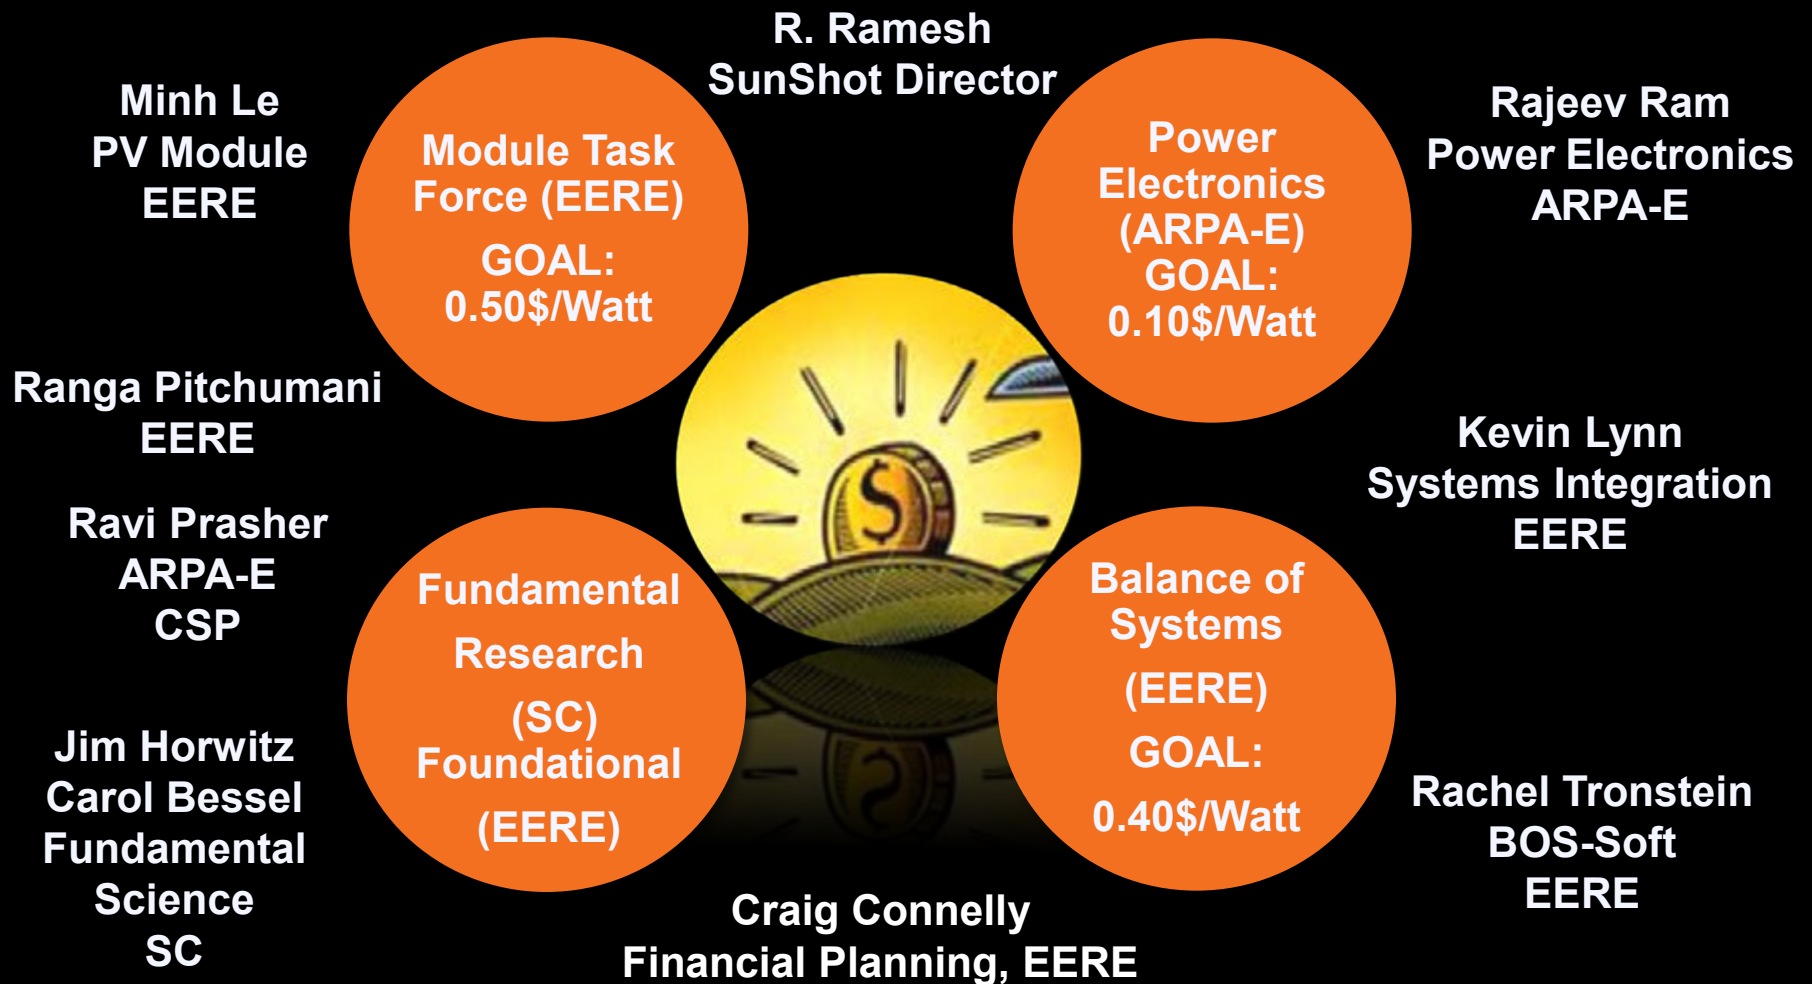 R. Ramesh
SunShot Director
Minh Le
PV Module
EERE
Module Task
Force (EERE)
GOAL:
0.50$/Watt
Power
Electronics
(ARPA-E)
GOAL:
0.10$/Watt
Rajeev Ram
Power Electronics
ARPA-E
Ranga Pitchumani
EERE
Kevin Lynn
Systems Integration
EERE
Ravi Prasher
ARPA-E
CSP
$
Fundamental
Research
(SC)
Foundational
(EERE)
Balance of
Systems
(EERE)
GOAL:
0.40$/Watt
Jim Horwitz
Carol Bessel
Fundamental
Science
SC
Rachel Tronstein
BOS-Soft
EERE
Craig Connelly
Financial Planning, EERE